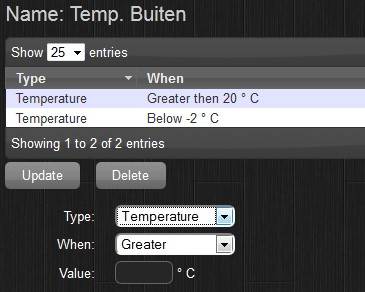 Name: Temp. Buiten
Show 25 entries
Type When
Temperature Greater then 20 ° C
Temperature Below -2 ° C
Showing 1 to 2 of 2 entries
Update Delete
Type: Temperature
When: Greater
Value: ° C